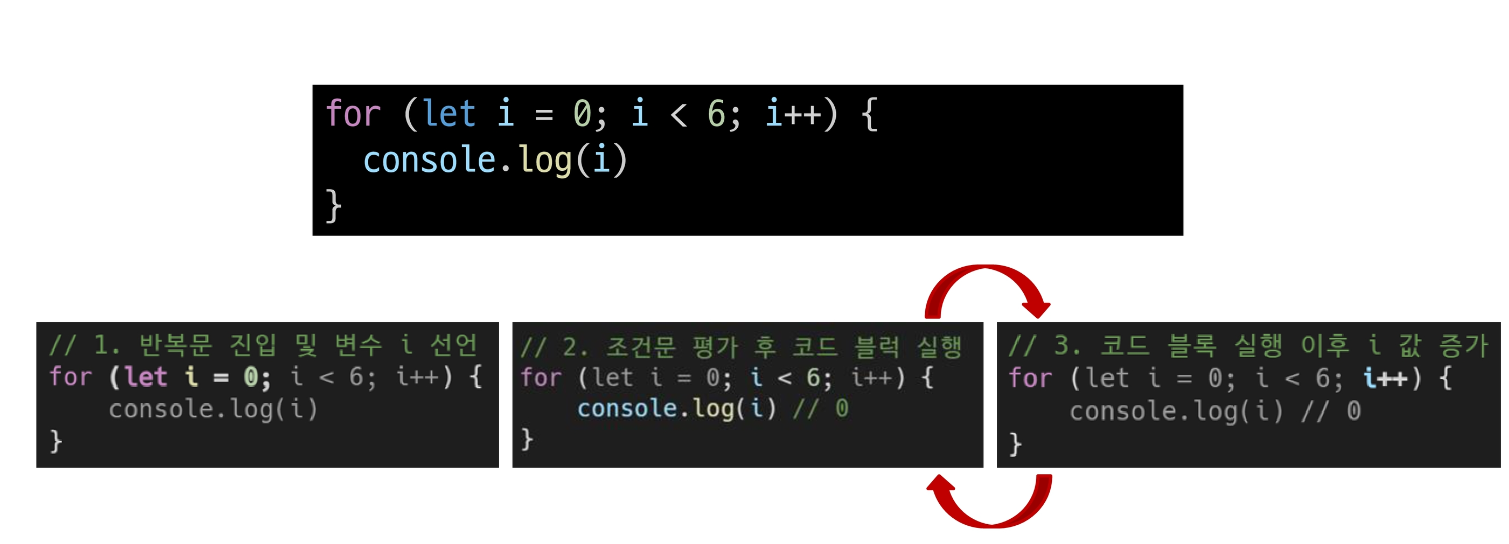 for (let i = 0; i < 6; i++) {
  console.log(i)
}
// 1. 반복문 진입 및 변수 i 선언
for (let i = 0; i < 6; i++) {
    console.log(i)
}
// 2. 조건문 평가 후 코드 블럭 실행
for (let i = 0; i < 6; i++) {
    console.log(i) // 0
}
// 3. 코드 블록 실행 이후 i 값 증가
for (let i = 0; i < 6; i++) {
    console.log(i) // 0
}